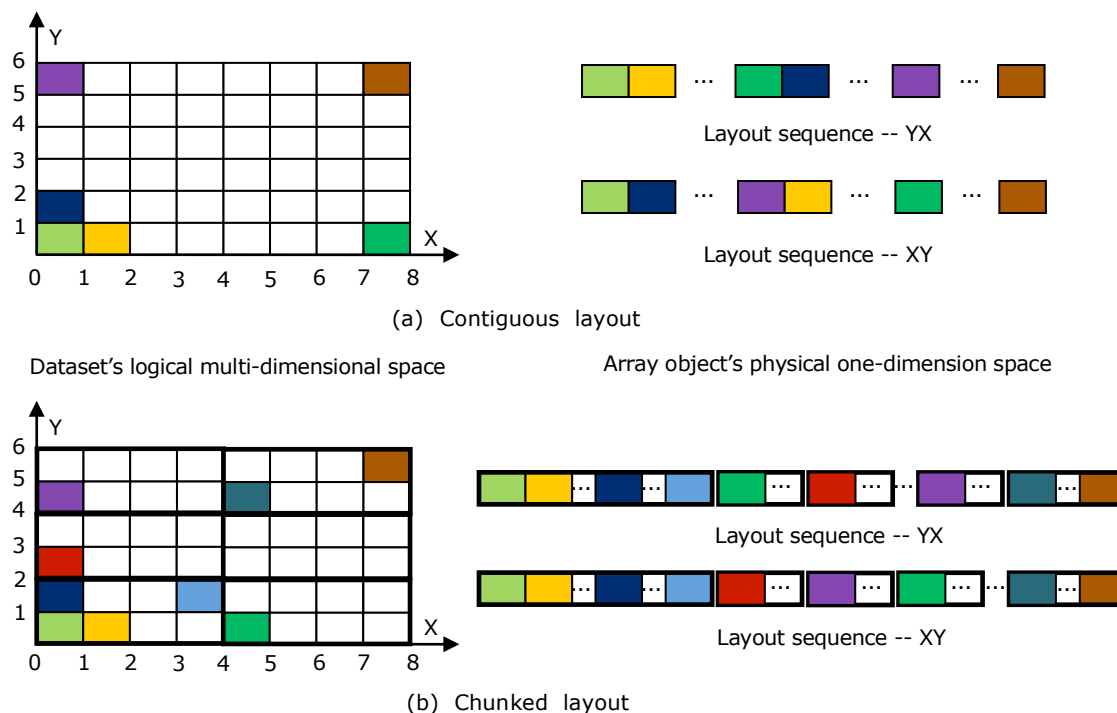 Y
6
5
4
3
2
1
0 1 2 3 4 5 6 7 8
X
... ... ...
Layout sequence -- YX
... ... ...
Layout sequence -- XY
(a) Contiguous layout
Dataset's logical multi-dimensional space
Array object's physical one-dimension space
Y
6
5
4
3
2
1
0 1 2 3 4 5 6 7 8
X
... ... ... ... ... ... ...
Layout sequence -- YX
... ... ... ... ... ... ...
Layout sequence -- XY
(b) Chunked layout